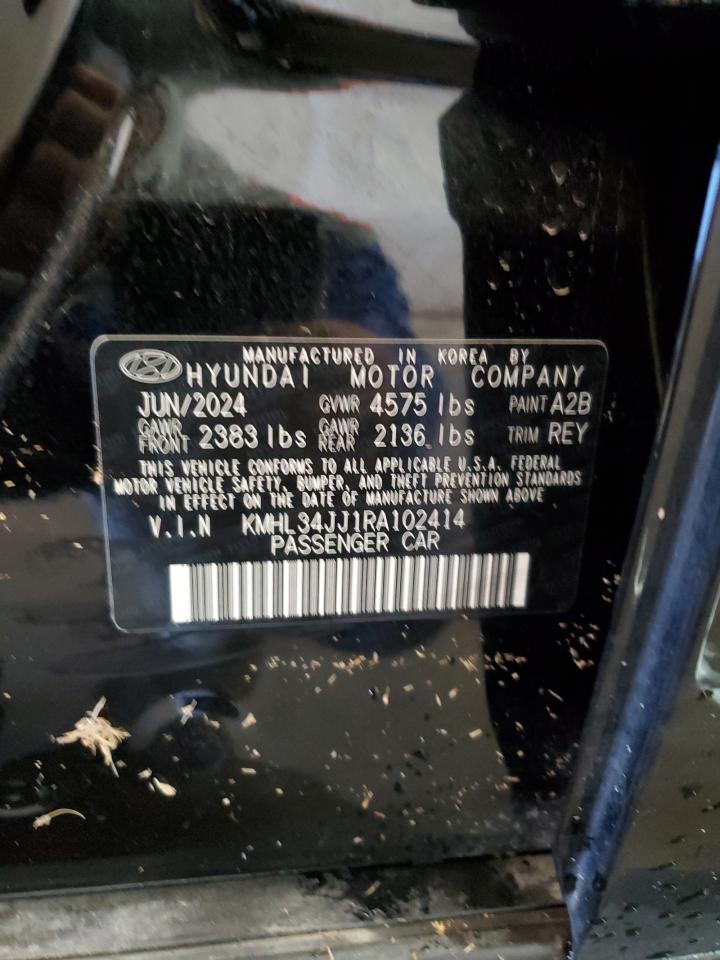 MANUFACTURED IN KOREA BY
HYUNDAI MOTOR COMPANY
JUN/2024 GVWR 4575 lbs PAINT A2B
GAWR FRONT 2383 lbs GAWR REAR 2136 lbs TRIM REY
THIS VEHICLE CONFORMS TO ALL APPLICABLE U.S.A. FEDERAL
MOTOR VEHICLE SAFETY, BUMPER, AND THEFT PREVENTION STANDARDS
IN EFFECT ON THE DATE OF MANUFACTURE SHOWN ABOVE
V.I.N KMHL34JJ1RA102414
PASSENGER CAR